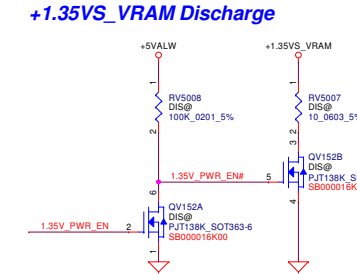 +1.35VS_VRAM Discharge
+5VALW
+1.35VS_VRAM
1
1
RV5008
DIS@
100K_0201_5%
RV5007
DIS@
10_0603_5%
2
2
3
1.35V_PWR_EN#
5
QV152B
DIS@
PJT138K_S
SB000016K
4
6
QV152A
DIS@
PJT138K_SOT363-6
SB000016K00
1.35V_PWR_EN
2
1